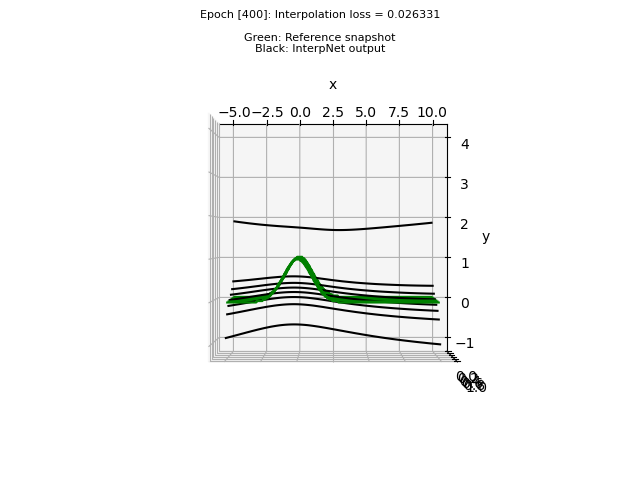 Epoch [400]: Interpolation loss = 0.026331
Green: Reference snapshot
Black: InterpNet output
x
−5.0 −2.5 0.0 2.5 5.0 7.5 10.0
4
3
2
y
1
0
−1